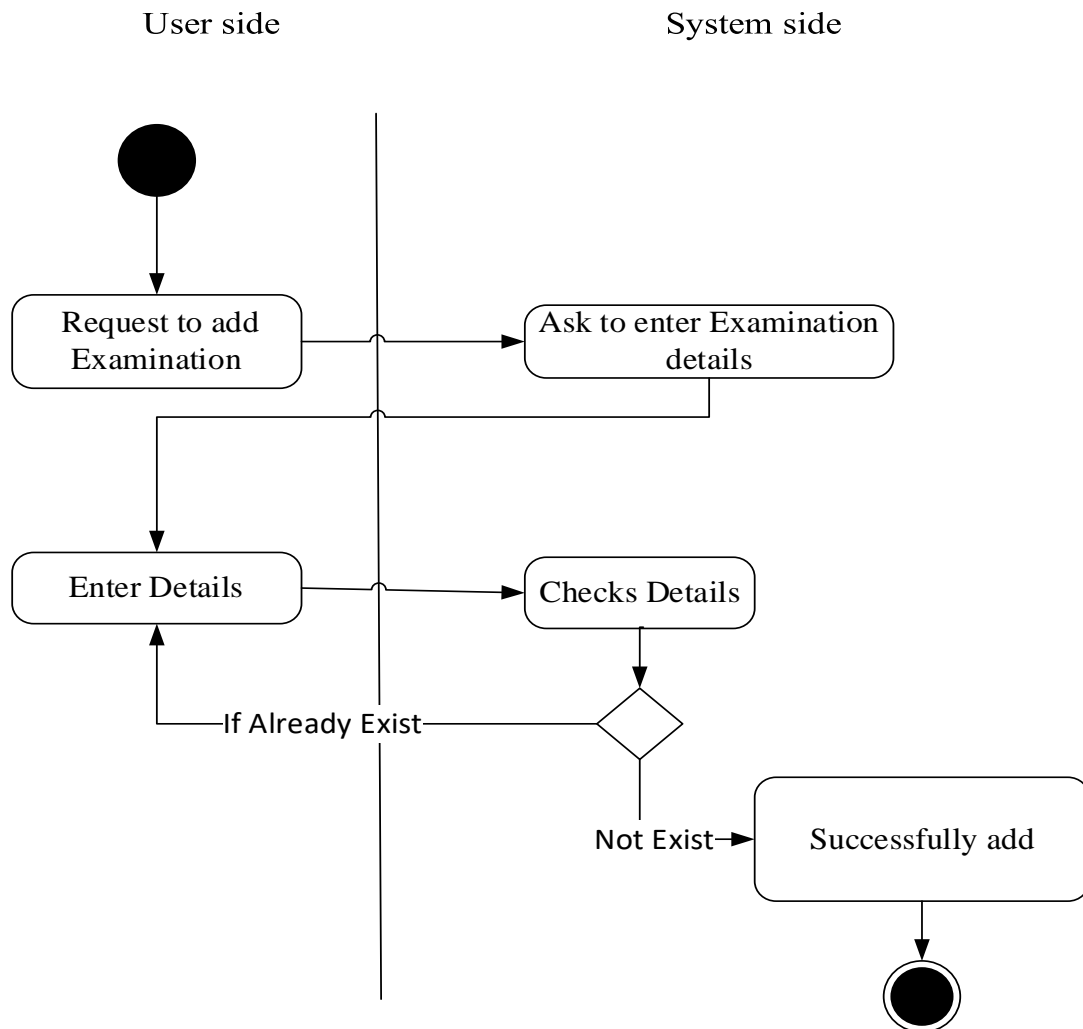 User side
System side
Request to add
Examination
Ask to enter Examination
details
Enter Details
Checks Details
If Already Exist
Not Exist
Successfully add